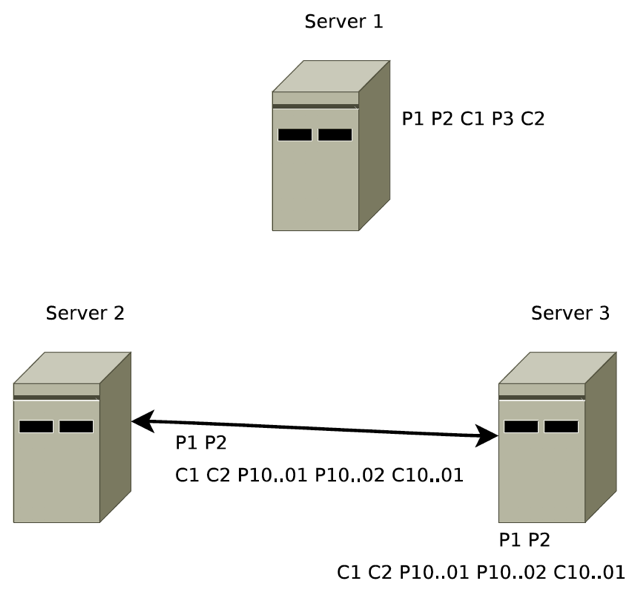 Server 1
P1 P2 C1 P3 C2
Server 2
Server 3
P1 P2
C1 C2 P10..01 P10..02 C10..01
P1 P2
C1 C2 P10..01 P10..02 C10..01